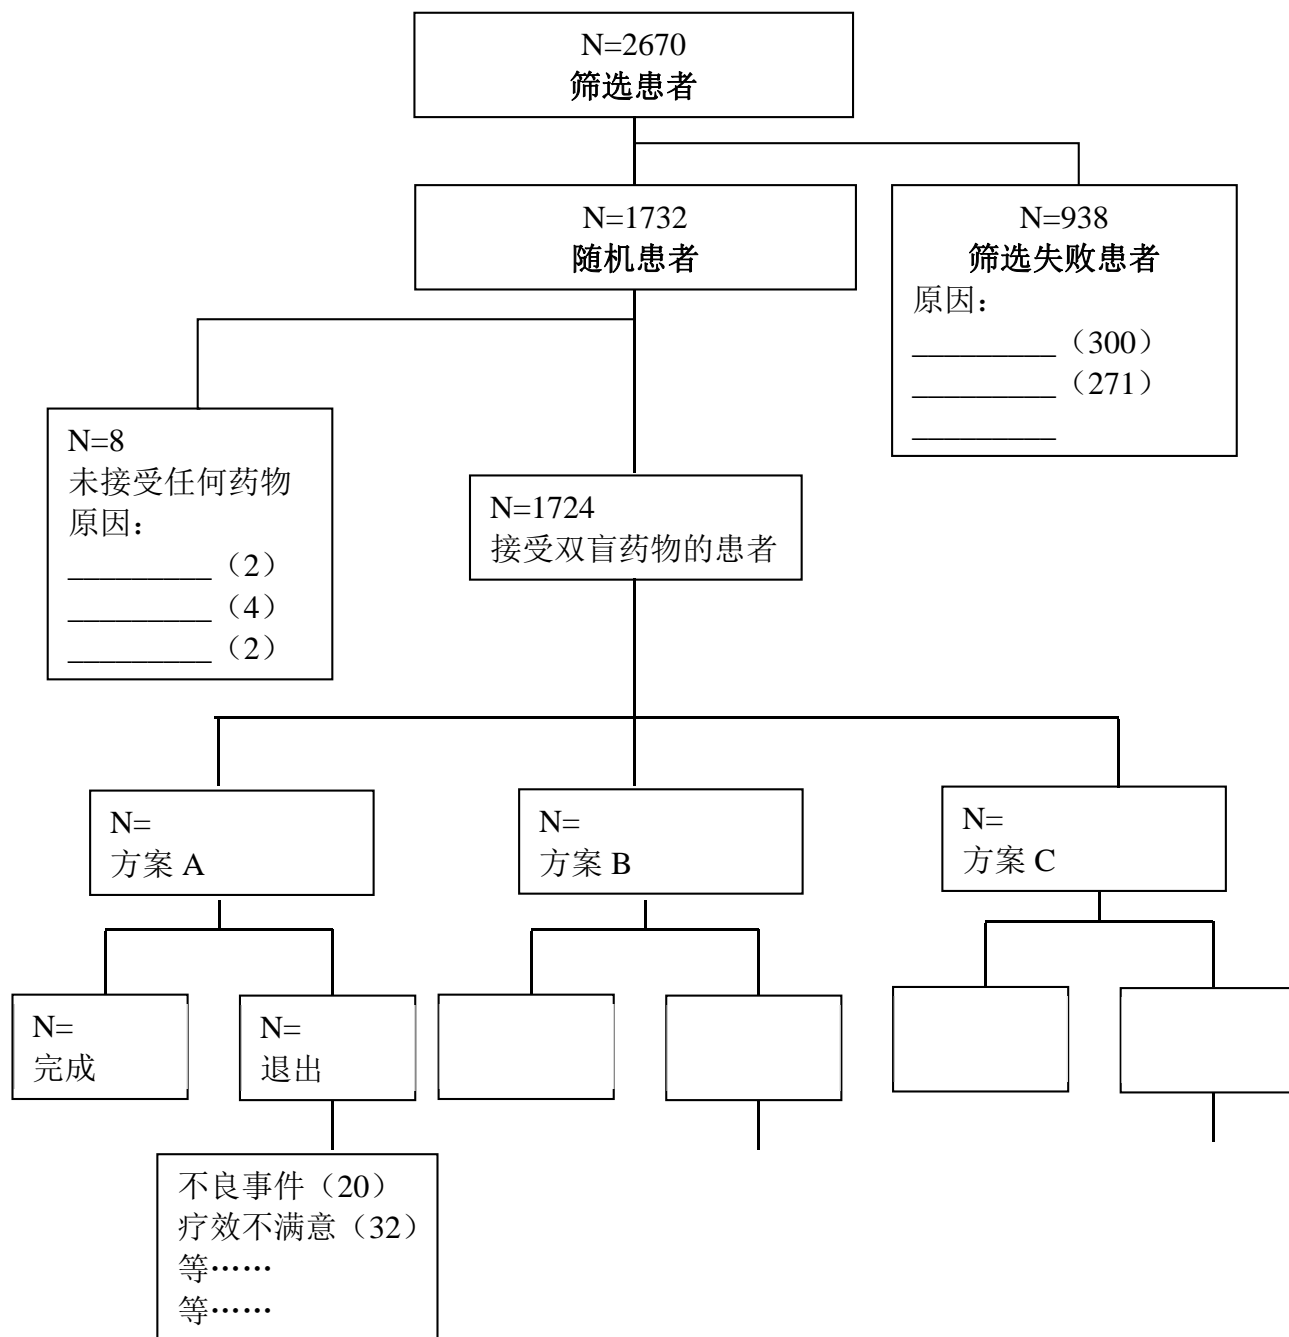 N=2670
筛选患者
N=1732
随机患者
N=938
筛选失败患者
原因：
_________（300）
_________（271）
_________
N=8
未接受任何药物
原因：
_________（2）
_________（4）
_________（2）
N=1724
接受双盲药物的患者
N=
方案 A
N=
方案 B
N=
方案 C
N=
完成
N=
退出
不良事件（20）
疗效不满意（32）
等……
等……